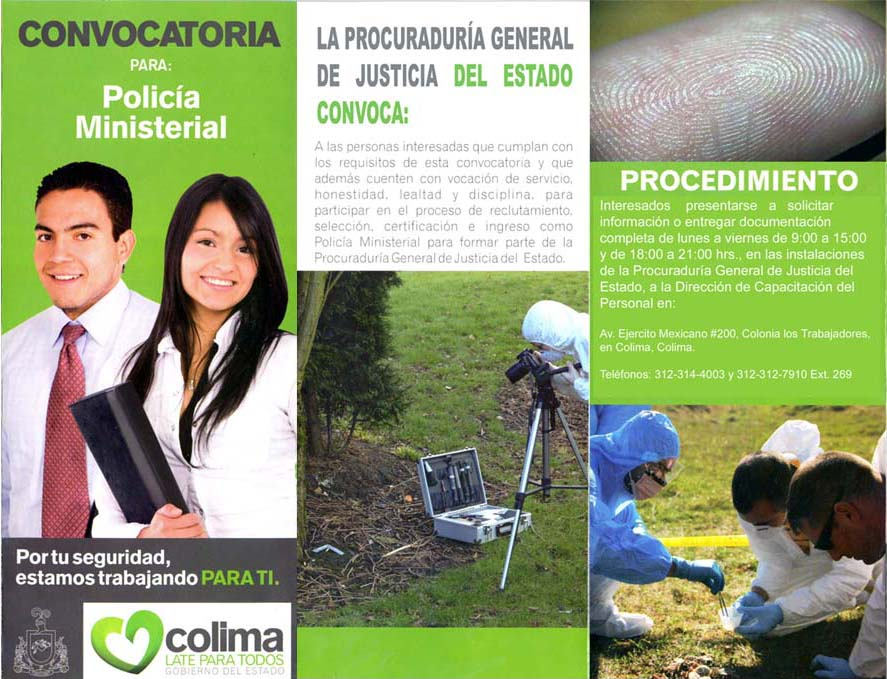 CONVOCATORIA
PARA:
Policía
Ministerial
Por tu seguridad,
estamos trabajando PARA TI.
colima
LATE PARA TODOS
GOBIERNO DEL ESTADO
LA PROCURADURÍA GENERAL
DE JUSTICIA DEL ESTADO
CONVOCA:
A las personas interesadas que cumplan con
los requisitos de esta convocatoria y que
además cuenten con vocación de servicio,
honestidad, lealtad y disciplina, para
participar en el proceso de reclutamiento,
selección, certificación e ingreso como
Policía Ministerial para formar parte de la
Procuraduría General de Justicia del Estado.
PROCEDIMIENTO
Interesados presentarse a solicitar
información o entregar documentación
completa de lunes a viernes de 9:00 a 15:00
y de 18:00 a 21:00 hrs., en las instalaciones
de la Procuraduría General de Justicia del
Estado, a la Dirección de Capacitación del
Personal en:
Av. Ejercito Mexicano #200, Colonia los Trabajadores,
en Colima, Colima.
Teléfonos: 312-314-4003 y 312-312-7910 Ext. 269